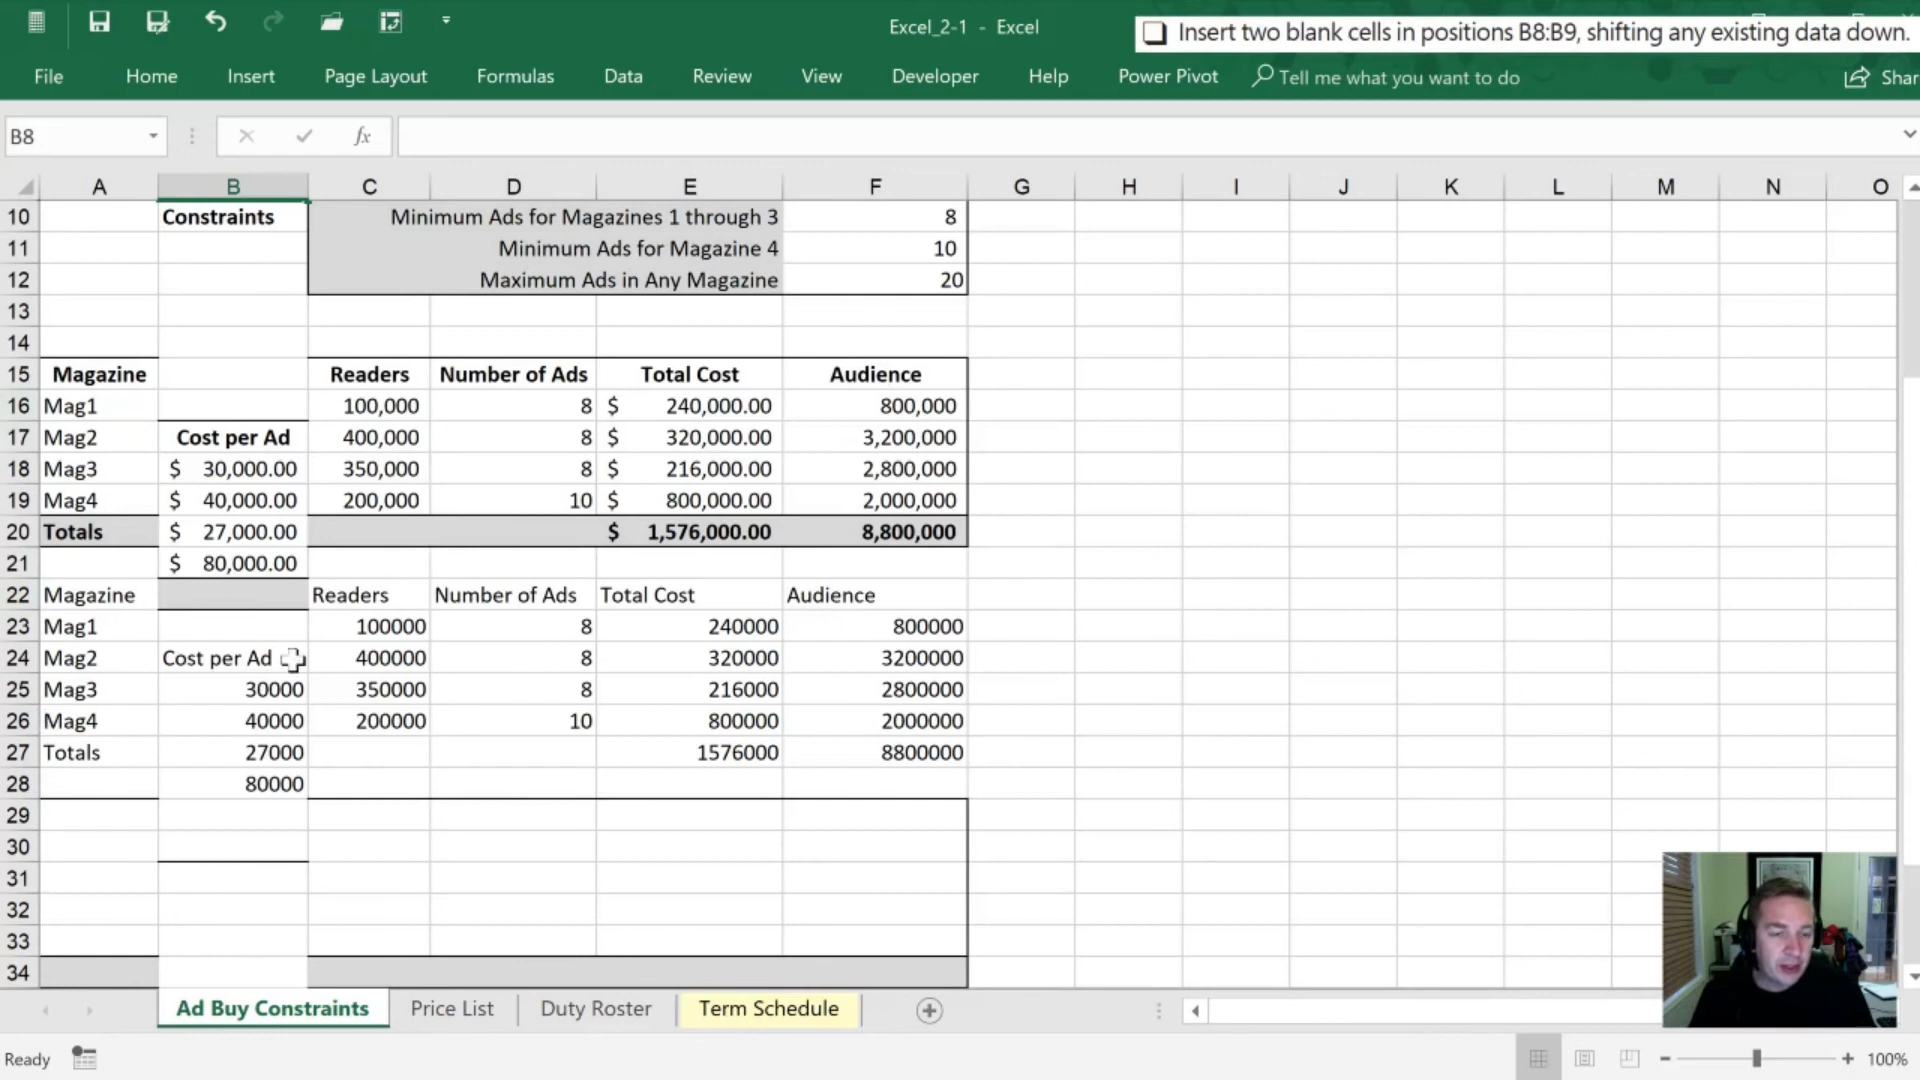 Excel_2-1 - Excel
Insert two blank cells in positions B8:B9, shifting any existing data down.
File Home Insert Page Layout Formulas Data Review View Developer Help Power Pivot Tell me what you want to do Shar
B8 fx
A B C D E F G H I J K L M N O
10 Constraints Minimum Ads for Magazines 1 through 3 8
11 Minimum Ads for Magazine 4 10
12 Maximum Ads in Any Magazine 20
13
14
15 Magazine Readers Number of Ads Total Cost Audience
16 Mag1 100,000 8 $ 240,000.00 800,000
17 Mag2 Cost per Ad 400,000 8 $ 320,000.00 3,200,000
18 Mag3 $ 30,000.00 350,000 8 $ 216,000.00 2,800,000
19 Mag4 $ 40,000.00 200,000 10 $ 800,000.00 2,000,000
20 Totals $ 27,000.00 $ 1,576,000.00 8,800,000
21 $ 80,000.00
22 Magazine Readers Number of Ads Total Cost Audience
23 Mag1 100000 8 240000 800000
24 Mag2 Cost per Ad 400000 8 320000 3200000
25 Mag3 30000 350000 8 216000 2800000
26 Mag4 40000 200000 10 800000 2000000
27 Totals 27000 1576000 8800000
28 80000
29
30
31
32
33
34
Ad Buy Constraints Price List Duty Roster Term Schedule
Ready 100%